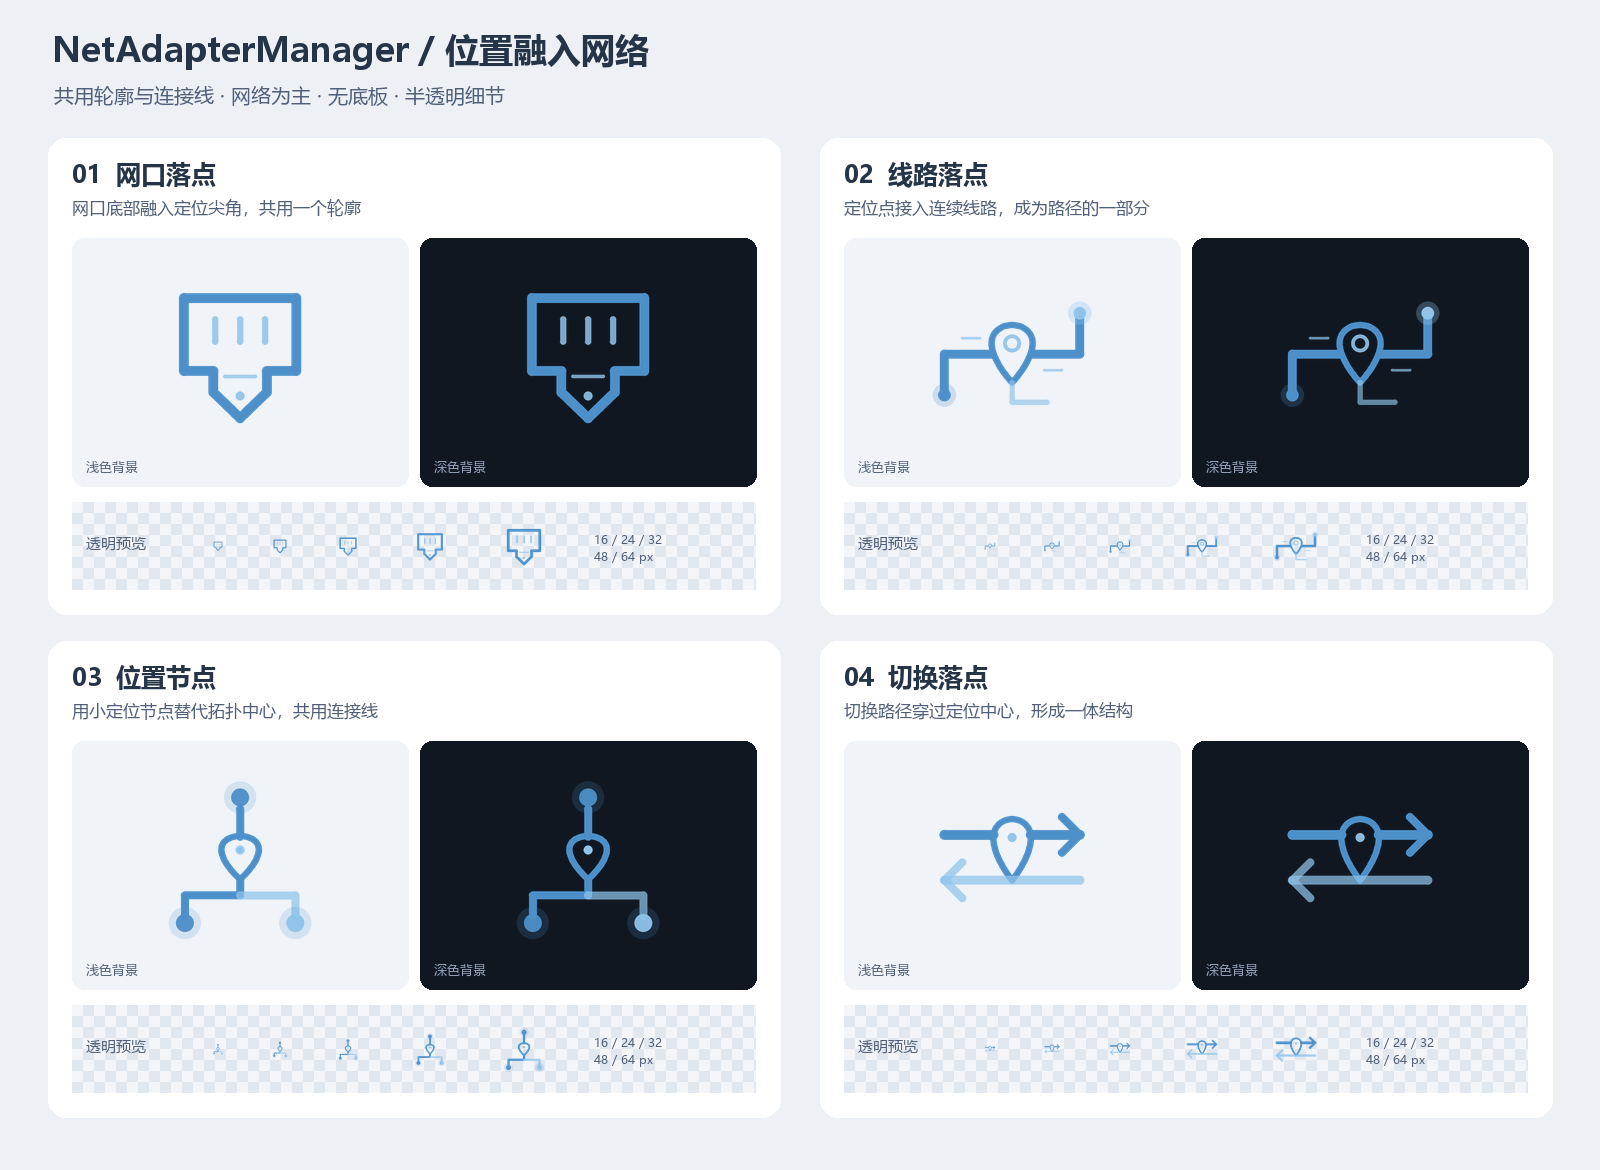 NetAdapterManager / 位置融入网络
共用轮廓与连接线 · 网络为主 · 无底板 · 半透明细节
01 网口落点
网口底部融入定位尖角，共用一个轮廓
浅色背景
深色背景
透明预览
16 / 24 / 32
48 / 64 px
02 线路落点
定位点接入连续线路，成为路径的一部分
浅色背景
深色背景
透明预览
16 / 24 / 32
48 / 64 px
03 位置节点
用小定位节点替代拓扑中心，共用连接线
浅色背景
深色背景
透明预览
16 / 24 / 32
48 / 64 px
04 切换落点
切换路径穿过定位中心，形成一体结构
浅色背景
深色背景
透明预览
16 / 24 / 32
48 / 64 px